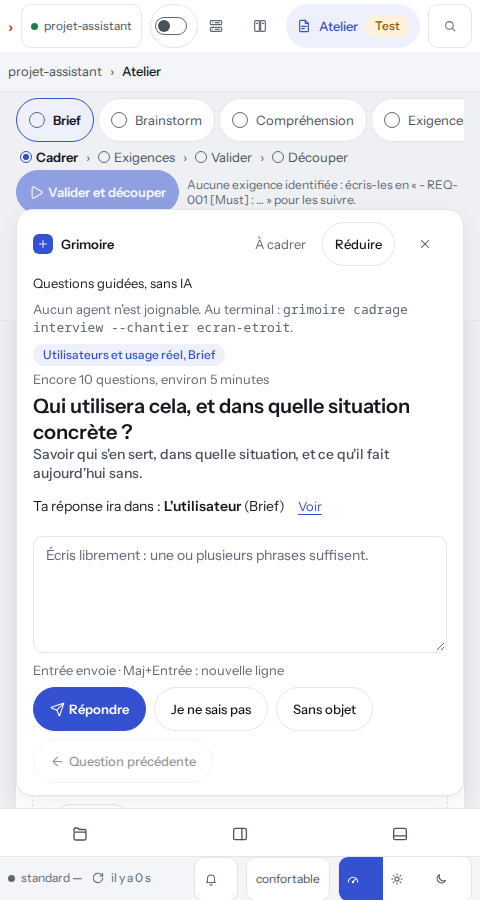 › projet-assistant Atelier Test
projet-assistant › Atelier
Brief Brainstorm Compréhension Exigences
Cadrer › Exigences › Valider › Découper
Valider et découper
Aucune exigence identifiée : écris-les en « - REQ-
001 [Must] : … » pour les suivre.
Grimoire À cadrer Réduire
Questions guidées, sans IA
Aucun agent n'est joignable. Au terminal : grimoire cadrage
interview --chantier ecran-etroit.
Utilisateurs et usage réel, Brief
Encore 10 questions, environ 5 minutes
Qui utilisera cela, et dans quelle situation
concrète ?
Savoir qui s'en sert, dans quelle situation, et ce qu'il fait
aujourd'hui sans.
Ta réponse ira dans : L'utilisateur (Brief) Voir
Écris librement : une ou plusieurs phrases suffisent.
Entrée envoie · Maj+Entrée : nouvelle ligne
Répondre Je ne sais pas Sans objet
Question précédente
standard — il y a 0 s confortable